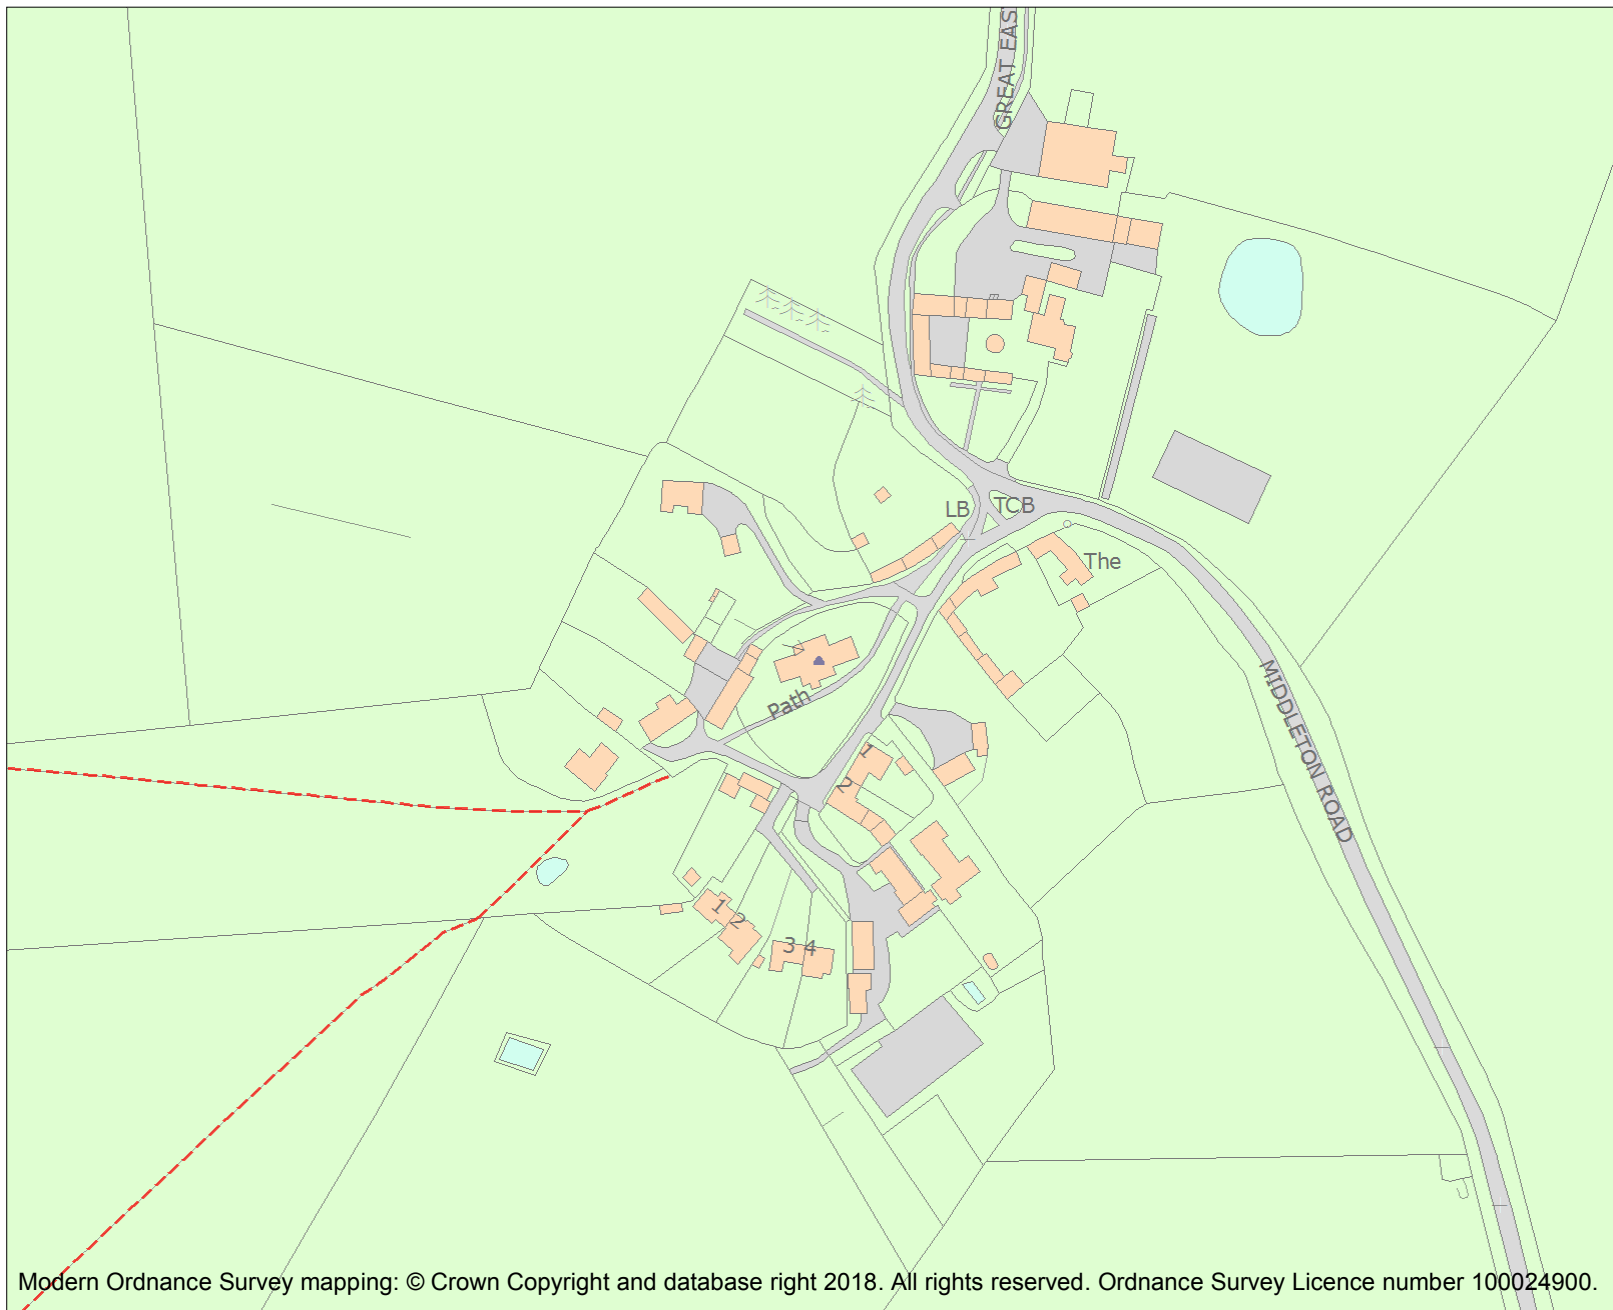 GREAT EAS
LB
TCB
The
MIDDLETON ROAD
Path
1
2
1
2
3
4
Modern Ordnance Survey mapping: © Crown Copyright and database right 2018. All rights reserved. Ordnance Survey Licence number 100024900.